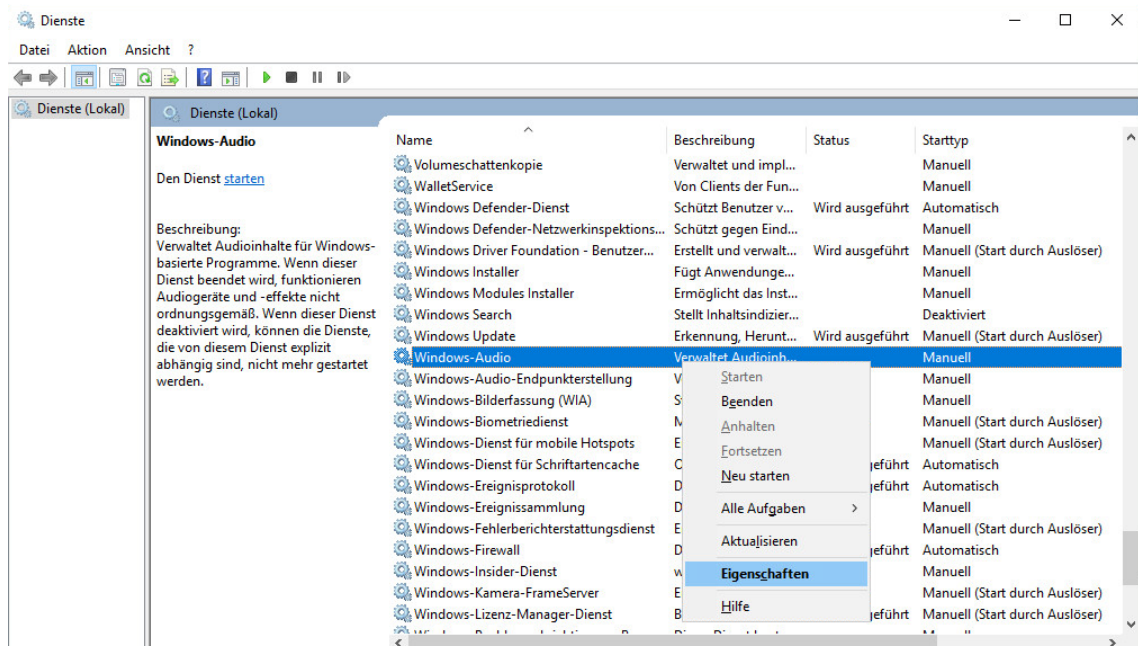 Dienste
Datei Aktion Ansicht ?
Dienste (Lokal)
Dienste (Lokal)
Windows-Audio
Den Dienst starten
Beschreibung:
Verwaltet Audioinhalte für Windows-
basierte Programme. Wenn dieser
Dienst beendet wird, funktionieren
Audiogeräte und -effekte nicht
ordnungsgemäß. Wenn dieser Dienst
deaktiviert wird, können die Dienste,
die von diesem Dienst explizit
abhängig sind, nicht mehr gestartet
werden.
Name Beschreibung Status Starttyp
Volumeschattenkopie Verwaltet und impl... Manuell
WalletService Von Clients der Fun... Manuell
Windows Defender-Dienst Schützt Benutzer v... Wird ausgeführt Automatisch
Windows Defender-Netzwerkinspektions... Schützt gegen Eind... Manuell
Windows Driver Foundation - Benutzer... Erstellt und verwalt... Wird ausgeführt Manuell (Start durch Auslöser)
Windows Installer Fügt Anwendunge... Manuell
Windows Modules Installer Ermöglicht das Inst... Manuell
Windows Search Stellt Inhaltsindizier... Deaktiviert
Windows Update Erkennung, Herunt... Wird ausgeführt Manuell (Start durch Auslöser)
Windows-Audio Verwaltet Audioinh... Manuell
Windows-Audio-Endpunkterstellung V Manuell
Windows-Bilderfassung (WIA) S Manuell
Windows-Biometriedienst M Manuell (Start durch Auslöser)
Windows-Dienst für mobile Hotspots E Manuell (Start durch Auslöser)
Windows-Dienst für Schriftartencache O geführt Automatisch
Windows-Ereignisprotokoll D geführt Automatisch
Windows-Ereignissammlung D Manuell
Windows-Fehlerberichterstattungsdienst E Manuell (Start durch Auslöser)
Windows-Firewall D geführt Automatisch
Windows-Insider-Dienst w Manuell
Windows-Kamera-FrameServer E Manuell (Start durch Auslöser)
Windows-Lizenz-Manager-Dienst B geführt Manuell (Start durch Auslöser)
Starten
Beenden
Anhalten
Fortsetzen
Neu starten
Alle Aufgaben
Aktualisieren
Eigenschaften
Hilfe